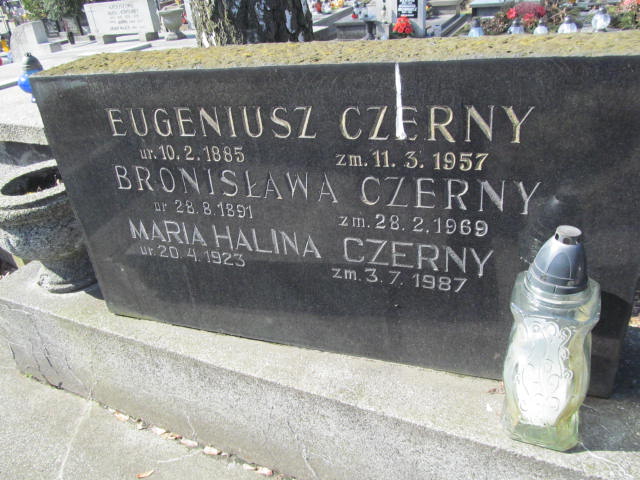 EUGENIUSZ CZERNY
ur. 10. 2. 1885 zm. 11. 3. 1957
BRONISŁAWA CZERNY
ur 28. 8. 1891 zm. 28. 2. 1969
MARIA HALINA CZERNY
ur. 20. 4. 1923 zm. 3. 7. 1987